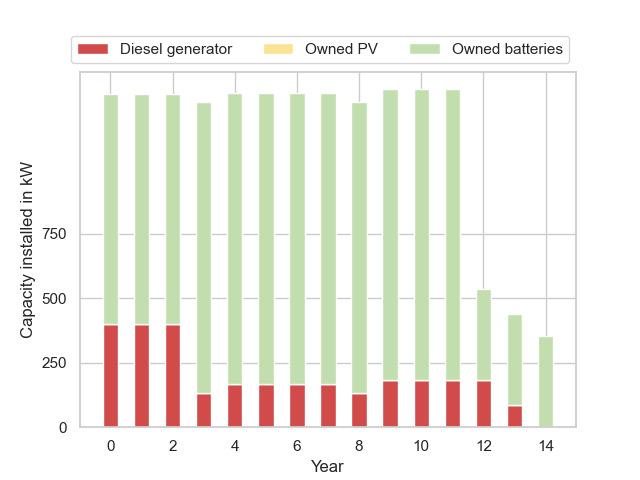 Diesel generator Owned PV Owned batteries
Capacity installed in kW
750
500
250
0
0 2 4 6 8 10 12 14
Year